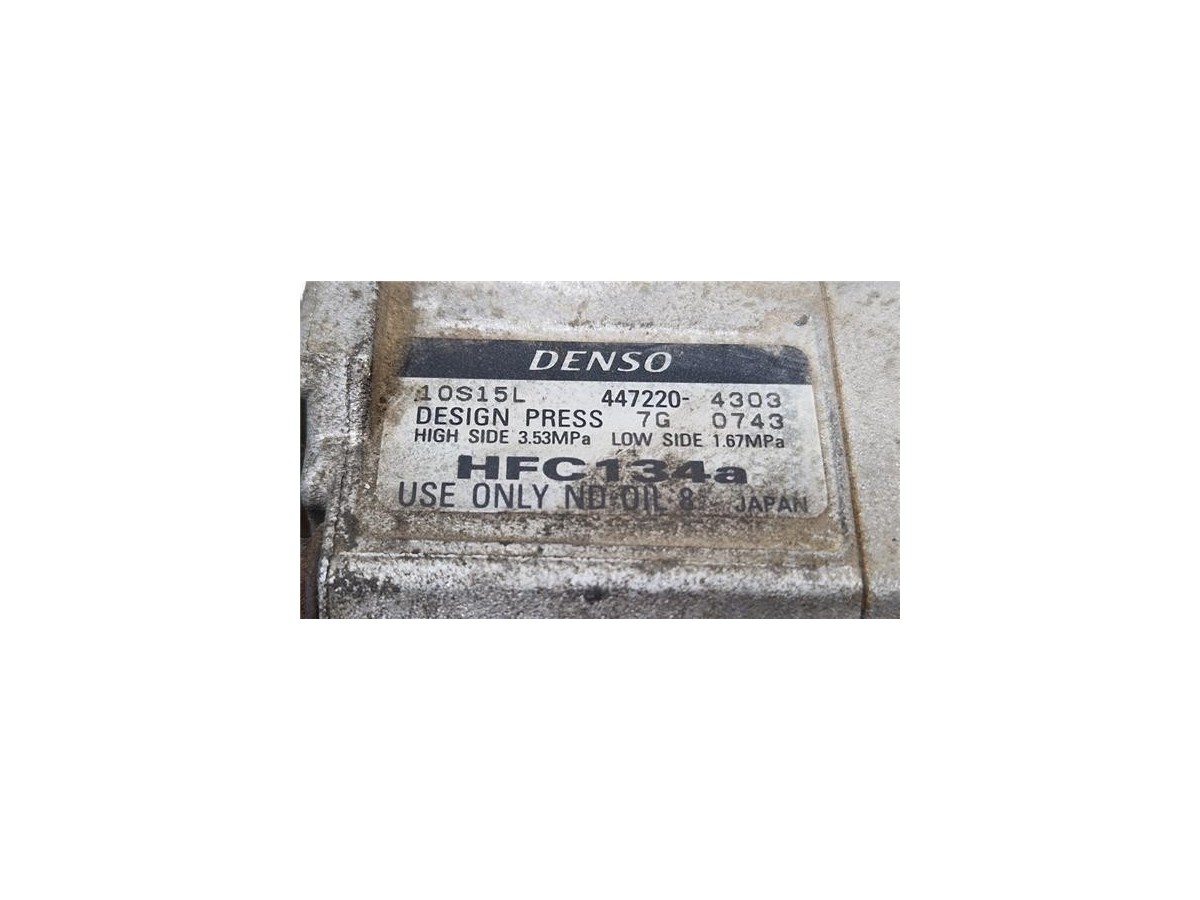 DENSO
10S15L 447220-4303
DESIGN PRESS 7G 0743
HIGH SIDE 3.53MPa LOW SIDE 1.67MPa
HFC134a
USE ONLY ND-OIL 8 JAPAN